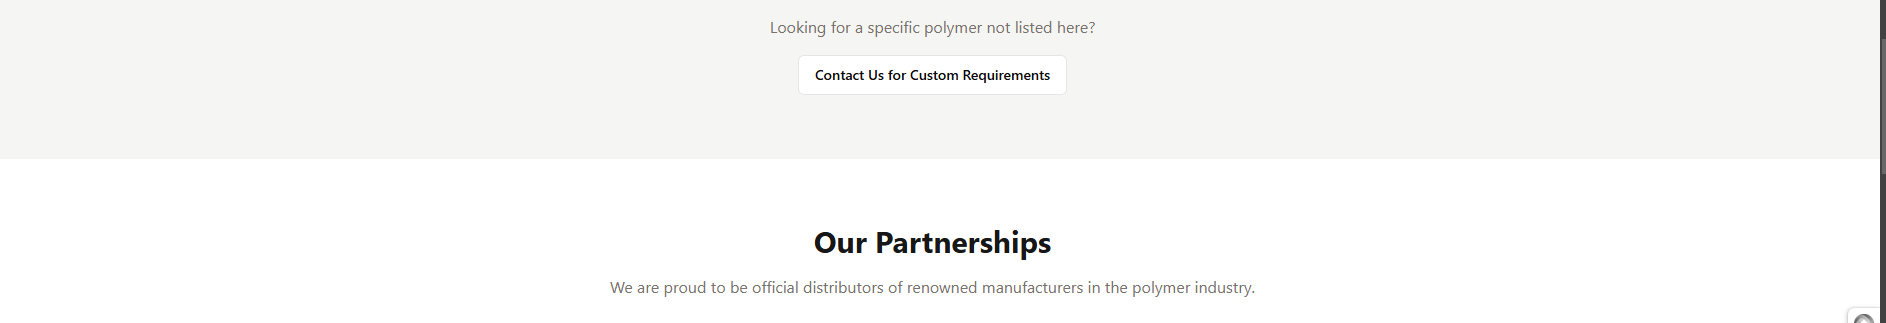 Looking for a specific polymer not listed here?
Contact Us for Custom Requirements
Our Partnerships
We are proud to be official distributors of renowned manufacturers in the polymer industry.